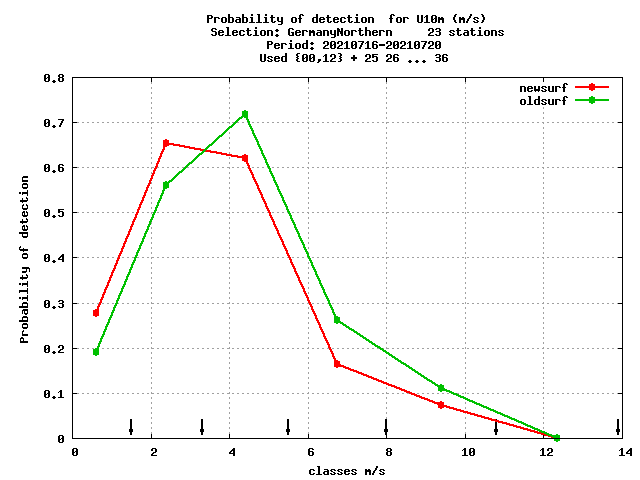 Probability of detection  for U10m (m/s)
Selection: GermanyNorthern     23 stations
Period: 20210716-20210720
Used {00,12} + 25 26 ... 36
newsurf
oldsurf
0.8
0.7
0.6
0.5
0.4
0.3
0.2
0.1
0
Probability of detection
0 2 4 6 8 10 12 14
classes m/s